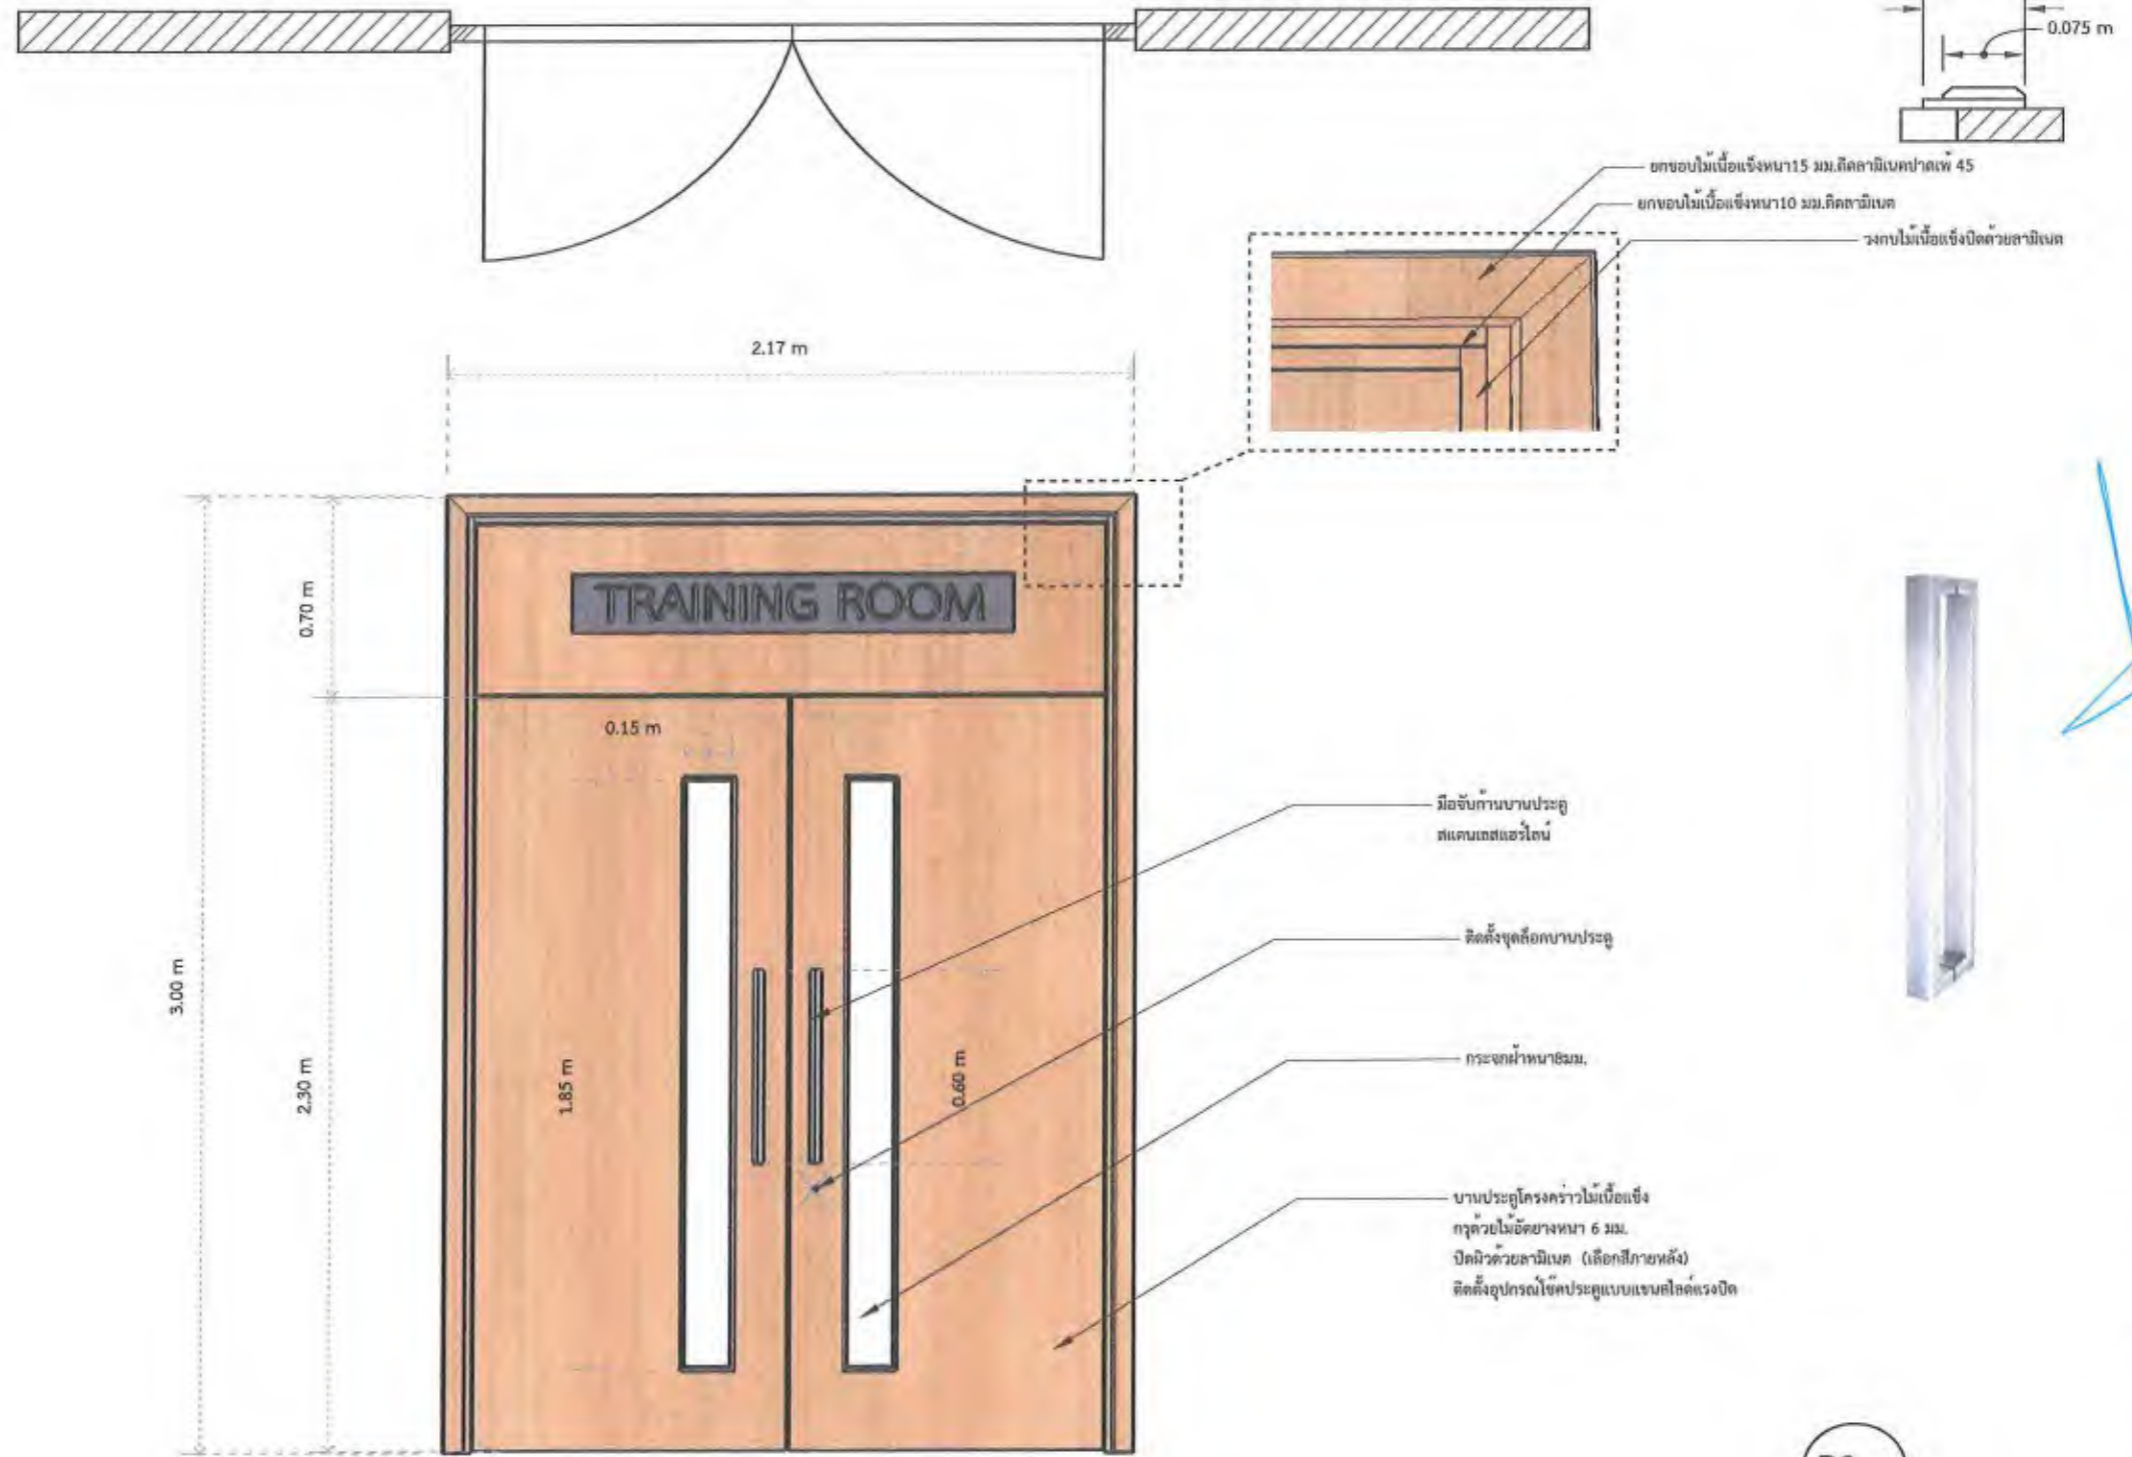 0.075 m
ยกขอบไม้เนื้อแข็งหนา15 มม.ติดลามิเนตปาดเพ้ 45
ยกขอบไม้เนื้อแข็งหนา10 มม.ติดลามิเนต
วงกบไม้เนื้อแข็งปิดด้วยลามิเนต
2.17 m
0.70 m
TRAINING ROOM
0.15 m
มือจับก้านบานประตู
สแตนเลสแฮร์ไลน์
ติดตั้งชุดล็อกบานประตู
3.00 m
2.30 m
1.85 m
0.60 m
กระจกฝ้าหนา8มม.
บานประตูโครงคร่าวไม้เนื้อแข็ง
กรุด้วยไม้อัดยางหนา 6 มม.
ปิดผิวด้วยลามิเนต (เลือกสีภายหลัง)
ติดตั้งอุปกรณ์โช๊คประตูแบบแขนสไลด์แรงปิด